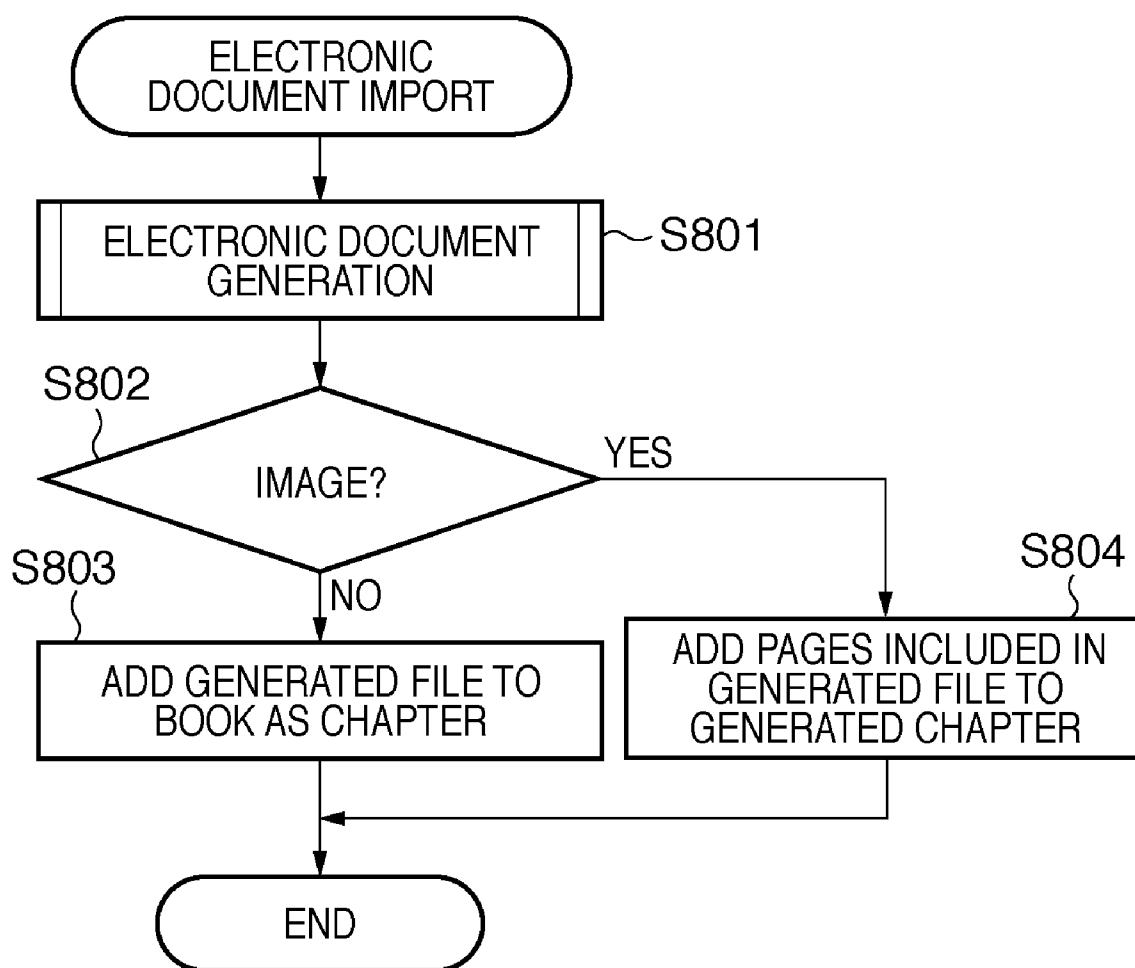 ELECTRONIC
DOCUMENT IMPORT
ELECTRONIC DOCUMENT
GENERATION
S801
S802
IMAGE?
YES
NO
S803
ADD GENERATED FILE TO
BOOK AS CHAPTER
S804
ADD PAGES INCLUDED IN
GENERATED FILE TO
GENERATED CHAPTER
END